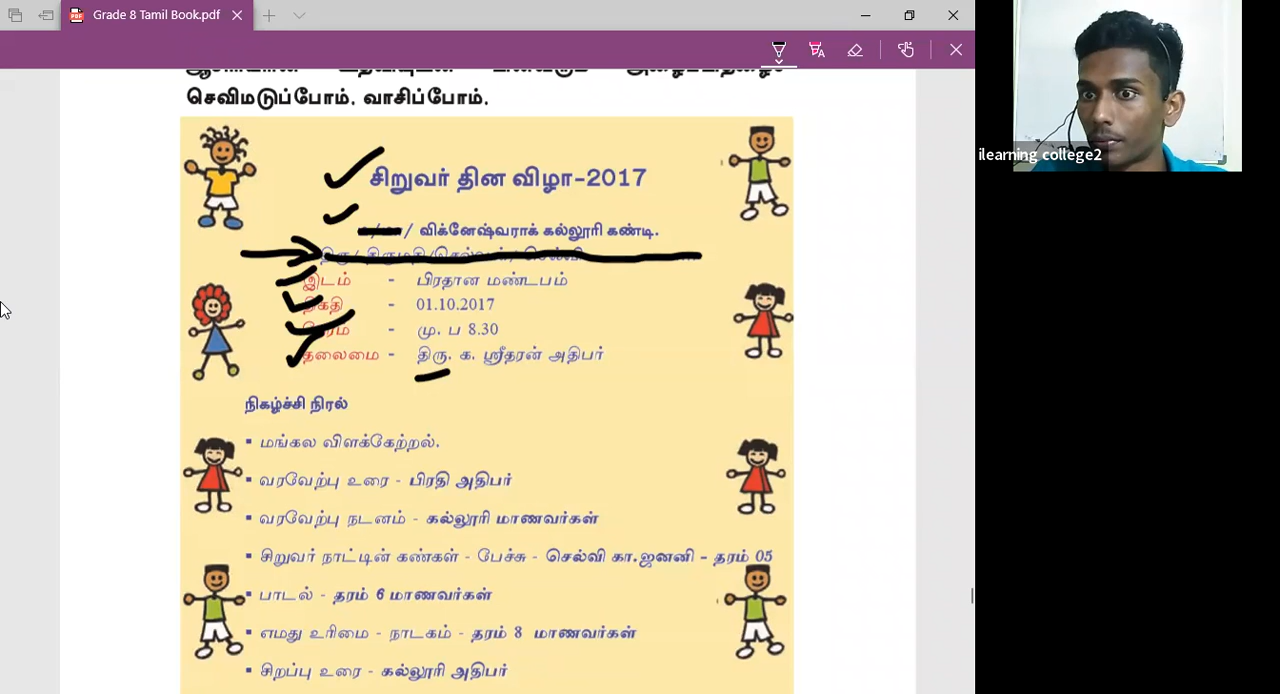 Grade 8 Tamil Book.pdf
செவிமடுப்போம். வாசிப்போம்.
ilearning college2
சிறுவர் தின விழா-2017
/ விக்னேஷ்வராக் கல்லூரி கண்டி.
இடம் - பிரதான மண்டபம்
திகதி - 01.10.2017
நேரம் - மு. ப 8.30
தலைமை - திரு. க. ஸ்ரீதரன் அதிபர்
நிகழ்ச்சி நிரல்
▪ மங்கல விளக்கேற்றல்.
▪ வரவேற்பு உரை - பிரதி அதிபர்
▪ வரவேற்பு நடனம் - கல்லூரி மாணவர்கள்
▪ சிறுவர் நாட்டின் கண்கள் - பேச்சு - செல்வி கா.ஜனனி - தரம் 05
▪ பாடல் - தரம் 6 மாணவர்கள்
▪ எமது உரிமை - நாடகம் - தரம் 8 மாணவர்கள்
▪ சிறப்பு உரை - கல்லூரி அதிபர்